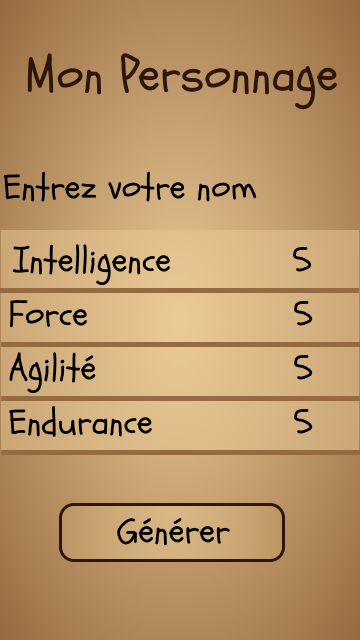 Mon Personnage
Entrez votre nom
Intelligence 5
Force 5
Agilité 5
Endurance 5
Générer